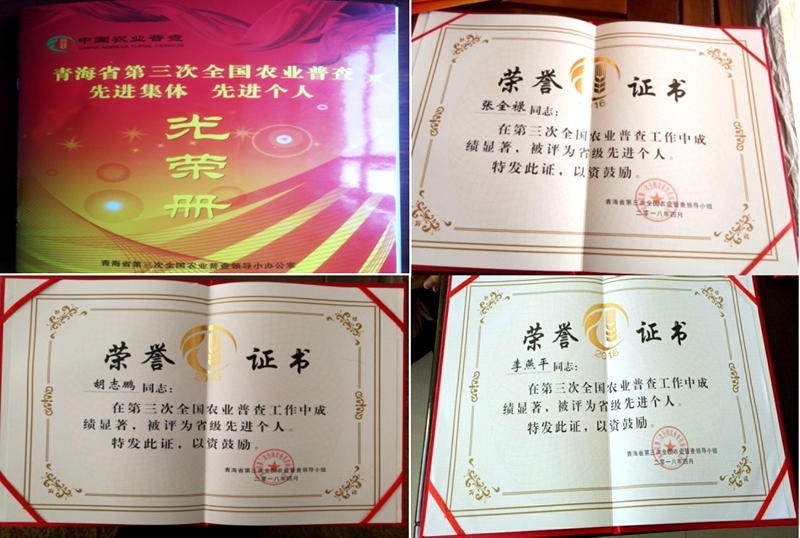 中国农业普查
CHINA AGRICULTURAL CENSUS
青海省第三次全国农业普查
先进集体 先进个人
光荣册
青海省第三次全国农业普查领导小办公室
荣誉证书
16
张全禄同志:
在第三次全国农业普查工作中成
绩显著，被评为省级先进个人。
特发此证，以资鼓励。
青海省第三次全国农业普查领导小组
二〇一八年四月
荣誉证书
2016
胡志鹏同志:
在第三次全国农业普查工作中成
绩显著，被评为省级先进个人。
特发此证，以资鼓励。
青海省第三次全国农业普查领导小组
二〇一八年四月
荣誉证书
2016
李燕平同志:
在第三次全国农业普查工作中成
绩显著，被评为省级先进个人。
特发此证，以资鼓励。
青海省第三次全国农业普查领导小组
二〇一八年四月